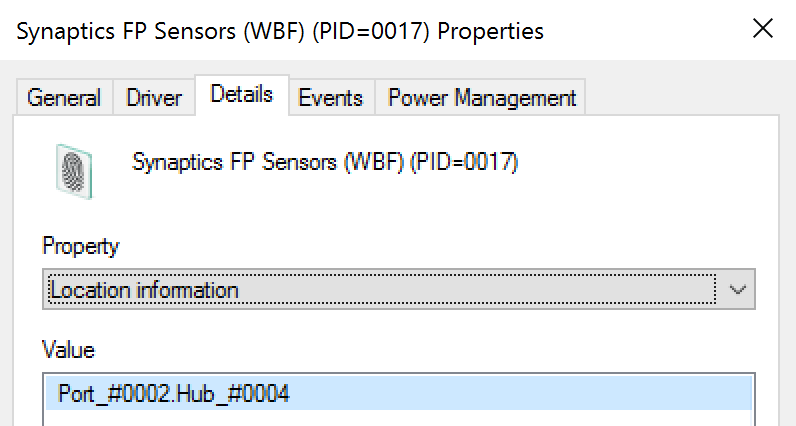 Synaptics FP Sensors (WBF) (PID=0017) Properties
General Driver Details Events Power Management
Synaptics FP Sensors (WBF) (PID=0017)
Property
Location information
Value
Port_#0002.Hub_#0004